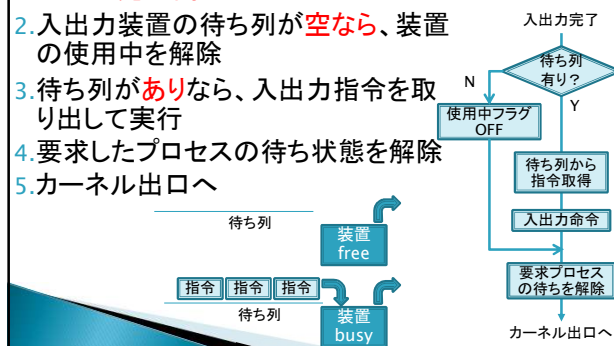 2.入出力装置の待ち列が空なら、装置
の使用中を解除
3.待ち列がありなら、入出力指令を取
り出して実行
4.要求したプロセスの待ち状態を解除
5.カーネル出口へ
待ち列
装置
free
指令 指令 指令
待ち列
装置
busy
入出力完了
待ち列
有り？
N
Y
使用中フラグ
OFF
待ち列から
指令取得
入出力命令
要求プロセス
の待ちを解除
カーネル出口へ